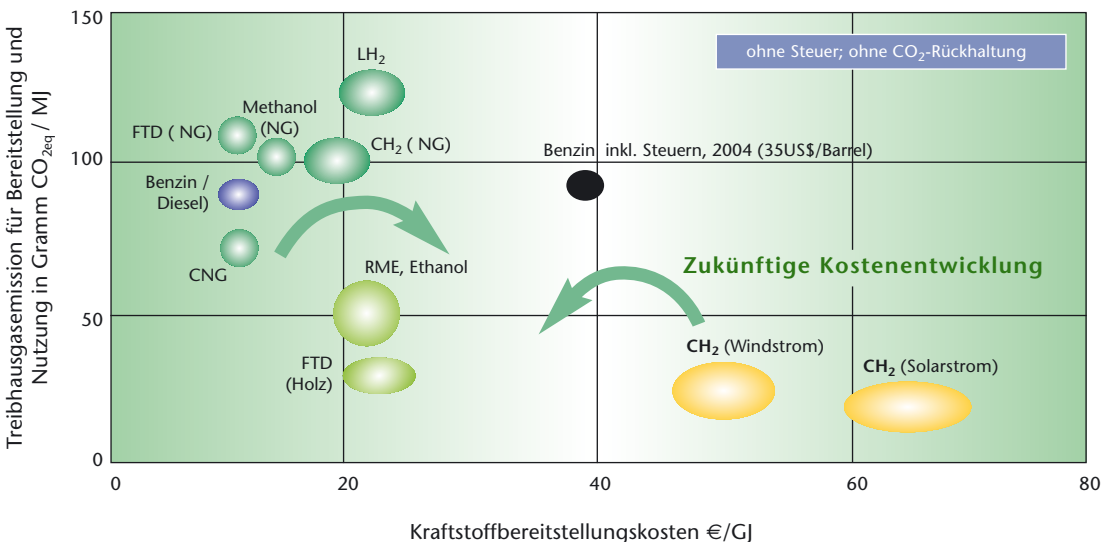 Treibhausgasemission für Bereitstellung und
Nutzung in Gramm CO2eq / MJ
150
100
50
0
ohne Steuer; ohne CO2-Rückhaltung
LH2
Methanol
(NG)
FTD ( NG)
CH2 ( NG)
Benzin inkl. Steuern, 2004 (35US$/Barrel)
Benzin /
Diesel)
CNG
RME, Ethanol
Zukünftige Kostenentwicklung
FTD
(Holz)
CH2 (Windstrom)
CH2 (Solarstrom)
0
20
40
60
80
Kraftstoffbereitstellungskosten €/GJ